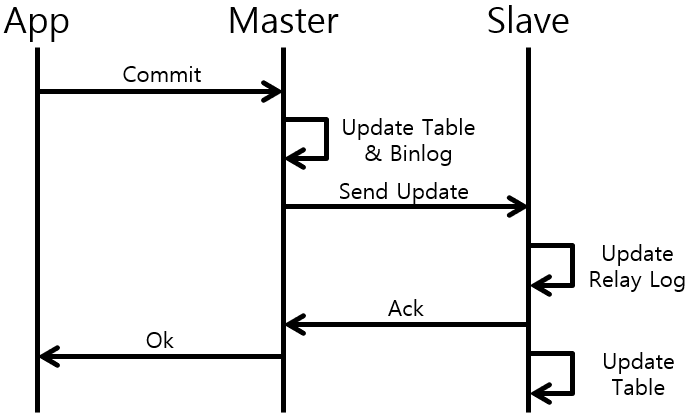 App
Master
Slave
Commit
Update Table
& Binlog
Send Update
Update
Relay Log
Ack
Ok
Update
Table